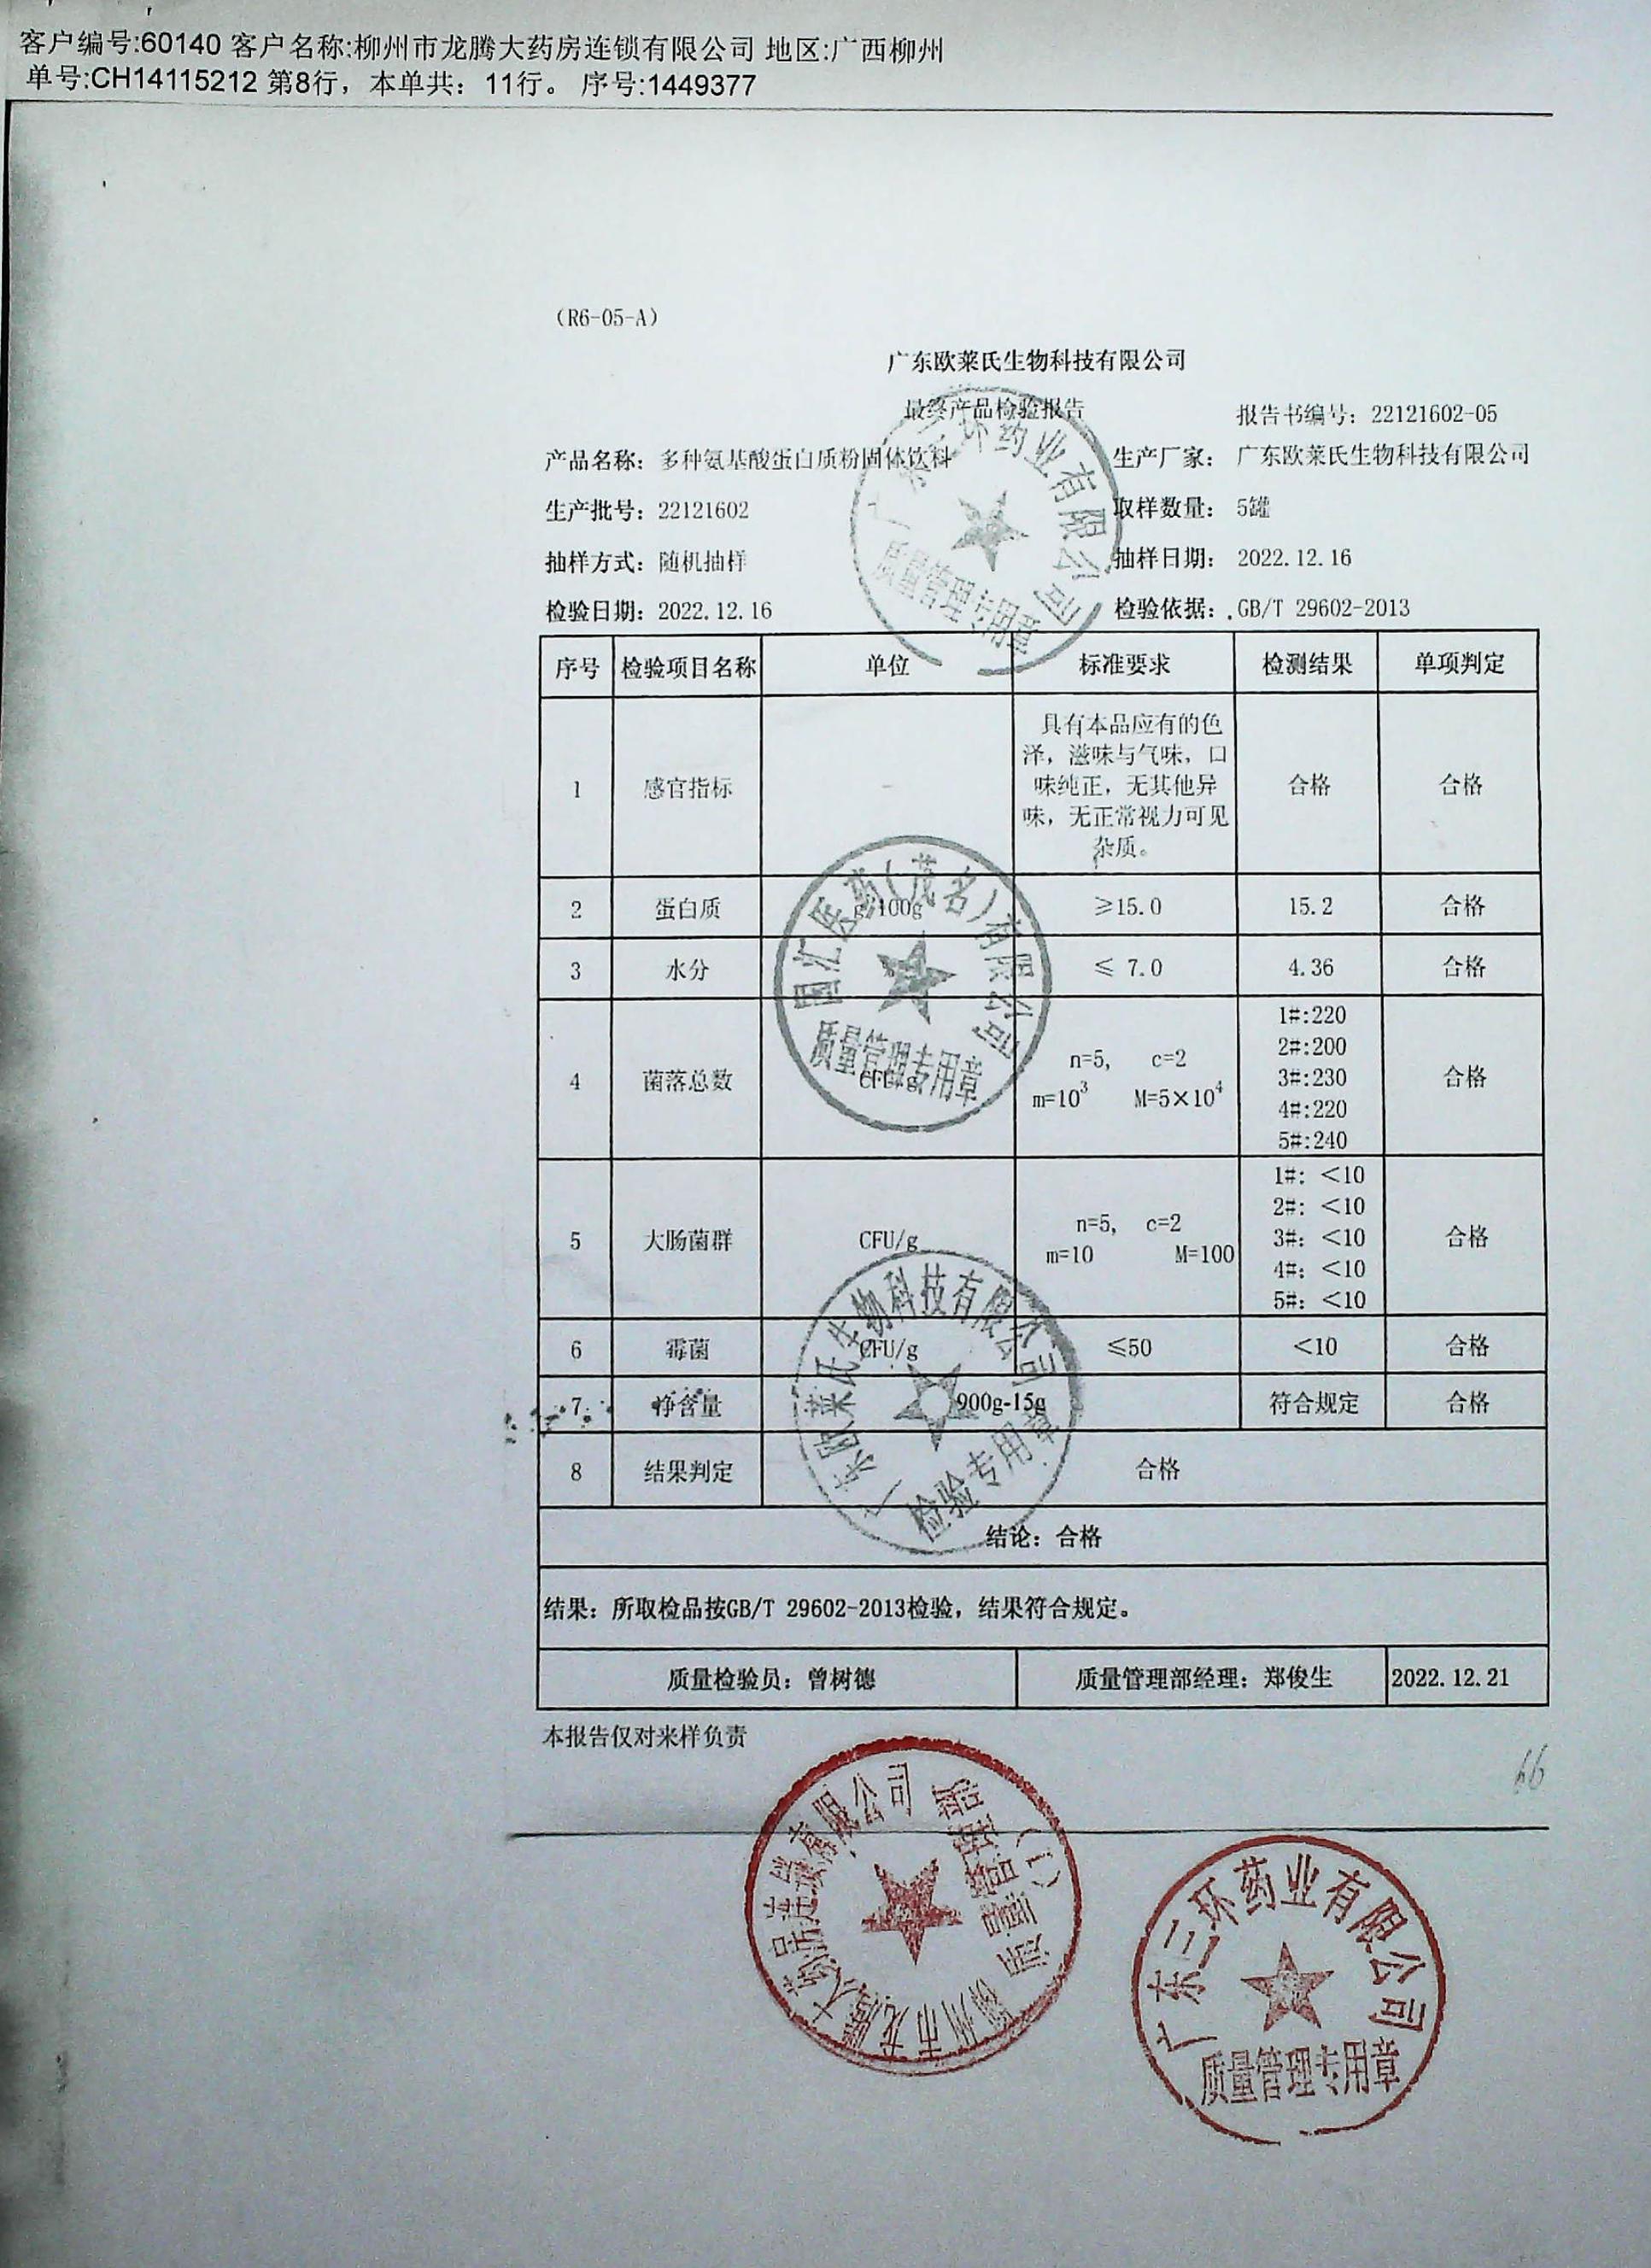 客户编号:60140 客户名称:柳州市龙腾大药房连锁有限公司 地区:广西柳州
单号:CH14115212 第8行，本单共：11行。 序号:1449377
（R6-05-A）
广东欧莱氏生物科技有限公司
最终产品检验报告
报告书编号：22121602-05
产品名称：多种氨基酸蛋白质粉固体饮料 生产厂家：广东欧莱氏生物科技有限公司
生产批号：22121602 取样数量：5罐
抽样方式：随机抽样 抽样日期：2022.12.16
检验日期：2022.12.16 检验依据：GB/T 29602-2013
序号 检验项目名称 单位 标准要求 检测结果 单项判定
1 感官指标 - 具有本品应有的色
泽，滋味与气味，口
味纯正，无其他异
味，无正常视力可见
杂质。
合格 合格
2 蛋白质 g/100g ≥15.0 15.2 合格
3 水分 ≤ 7.0 4.36 合格
4 菌落总数 CFU/g n=5， c=2
m=10³ M=5×10⁴
1#:220
2#:200
3#:230
4#:220
5#:240
合格
5 大肠菌群 CFU/g n=5， c=2
m=10 M=100
1#：＜10
2#：＜10
3#：＜10
4#：＜10
5#：＜10
合格
6 霉菌 CFU/g ≤50 ＜10 合格
7 净含量 900g-15g 符合规定 合格
8 结果判定 合格
结论：合格
结果：所取检品按GB/T 29602-2013检验，结果符合规定。
质量检验员：曾树德 质量管理部经理：郑俊生 2022.12.21
本报告仅对来样负责
66
广东三环药业有限公司
质量管理专用章
国汇医药（茂名）有限公司
质量管理专用章
广东欧莱氏生物科技有限公司
检验专用章
柳州市龙腾大药房连锁有限公司
（1）
广东三环药业有限公司
质量管理专用章